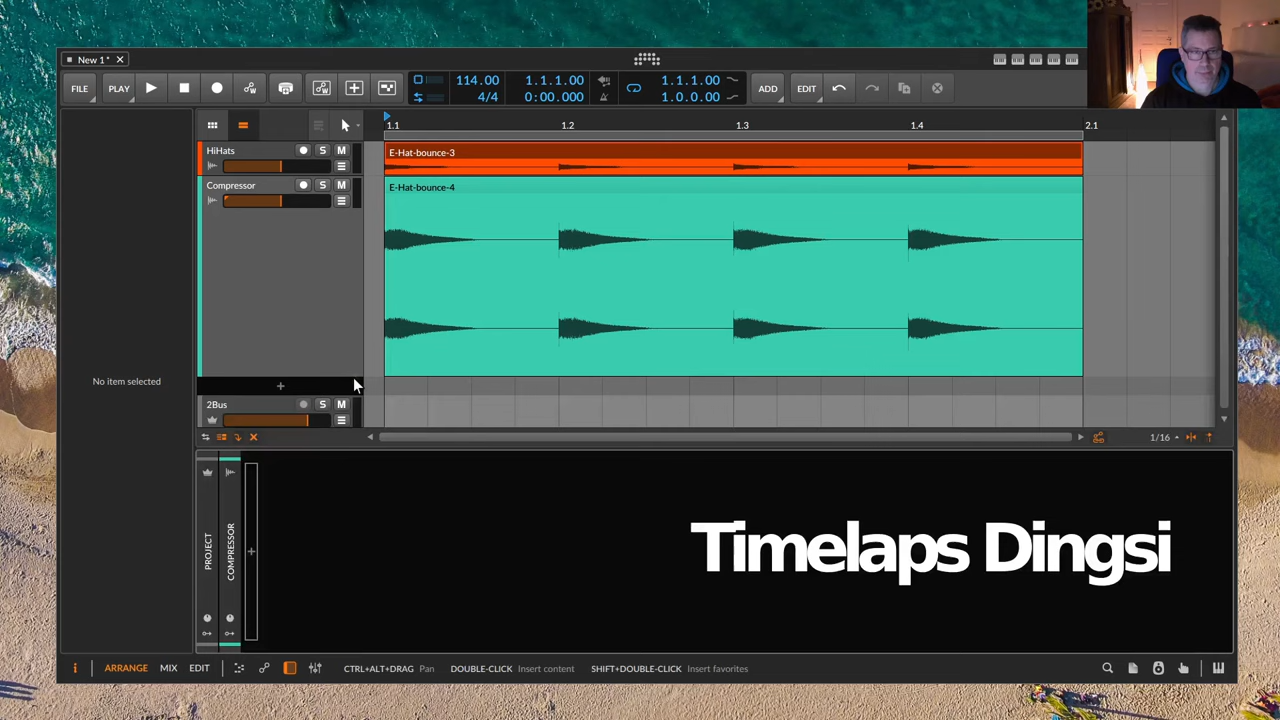 New 1*
FILE PLAY 114.00 4/4 1.1.1.00 0:00.000 1.1.1.00 1.0.0.00 ADD EDIT
1.1 1.2 1.3 1.4 2.1
HiHats S M
E-Hat-bounce-3
Compressor S M
E-Hat-bounce-4
No item selected
+
2Bus S M
1/16
PROJECT
COMPRESSOR
+
Timelaps Dingsi
ARRANGE MIX EDIT CTRL+ALT+DRAG Pan DOUBLE-CLICK Insert content SHIFT+DOUBLE-CLICK Insert favorites